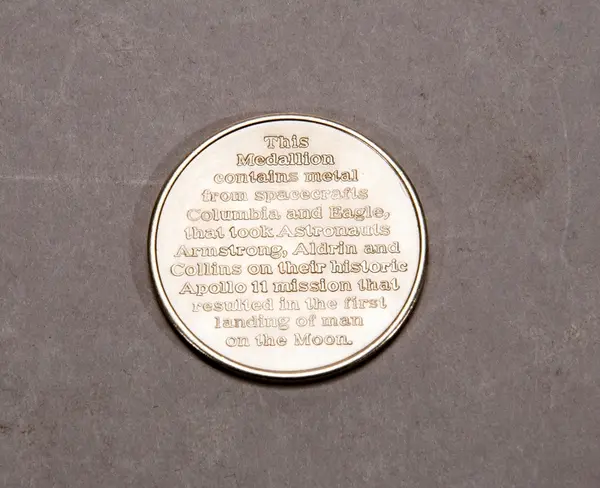 This
Medallion
contains metal
from spacecrafts
Columbia and Eagle,
that took Astronauts
Armstrong, Aldrin and
Collins on their historic
Apollo 11 mission that
resulted in the first
landing of man
on the Moon.